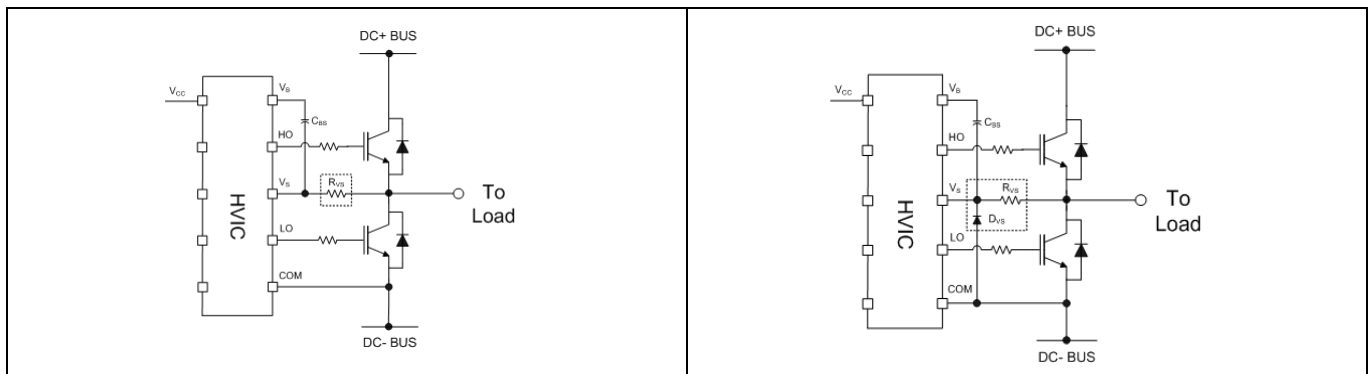 DC+ BUS
VCC
VB
CBS
HO
VS
RVS
To
Load
HVIC
LO
COM
DC- BUS
DC+ BUS
VCC
VB
CBS
HO
VS
RVS
To
Load
DVS
HVIC
LO
COM
DC- BUS